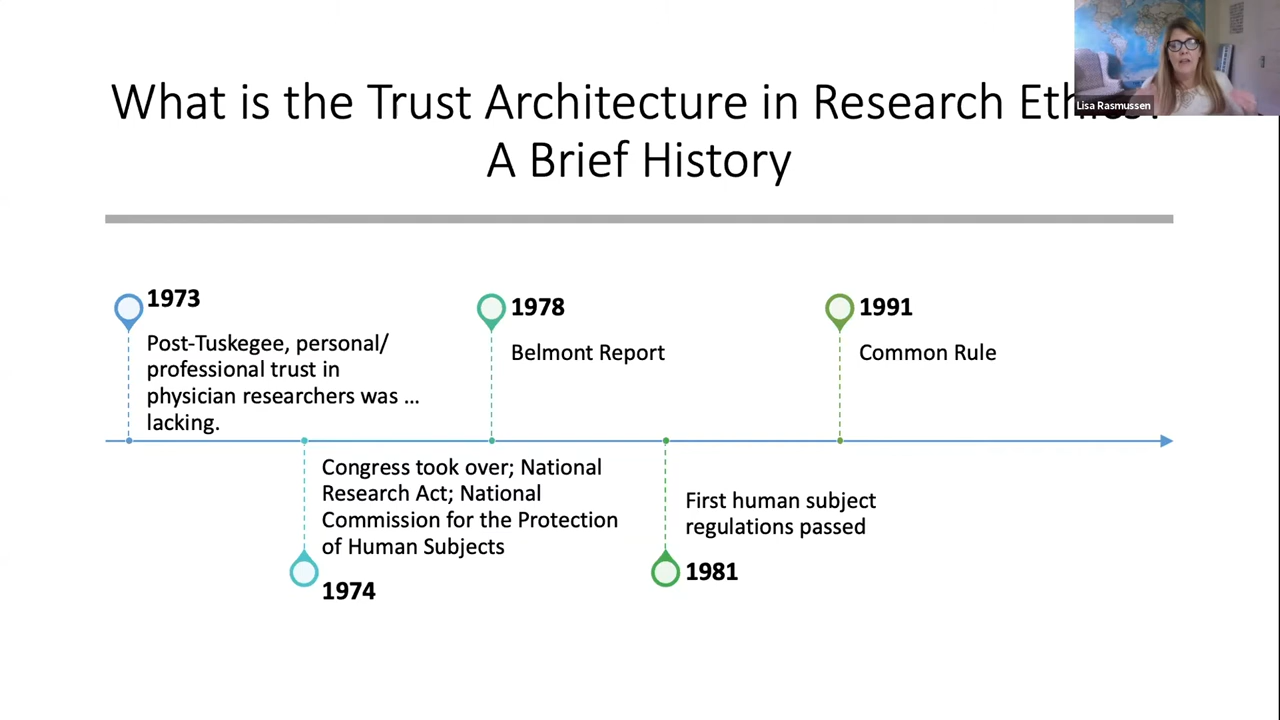 What is the Trust Architecture in Research Ethics?
A Brief History
Lisa Rasmussen
1973
Post-Tuskegee, personal/
professional trust in
physician researchers was ...
lacking.
1978
Belmont Report
1991
Common Rule
Congress took over; National
Research Act; National
Commission for the Protection
of Human Subjects
1974
First human subject
regulations passed
1981